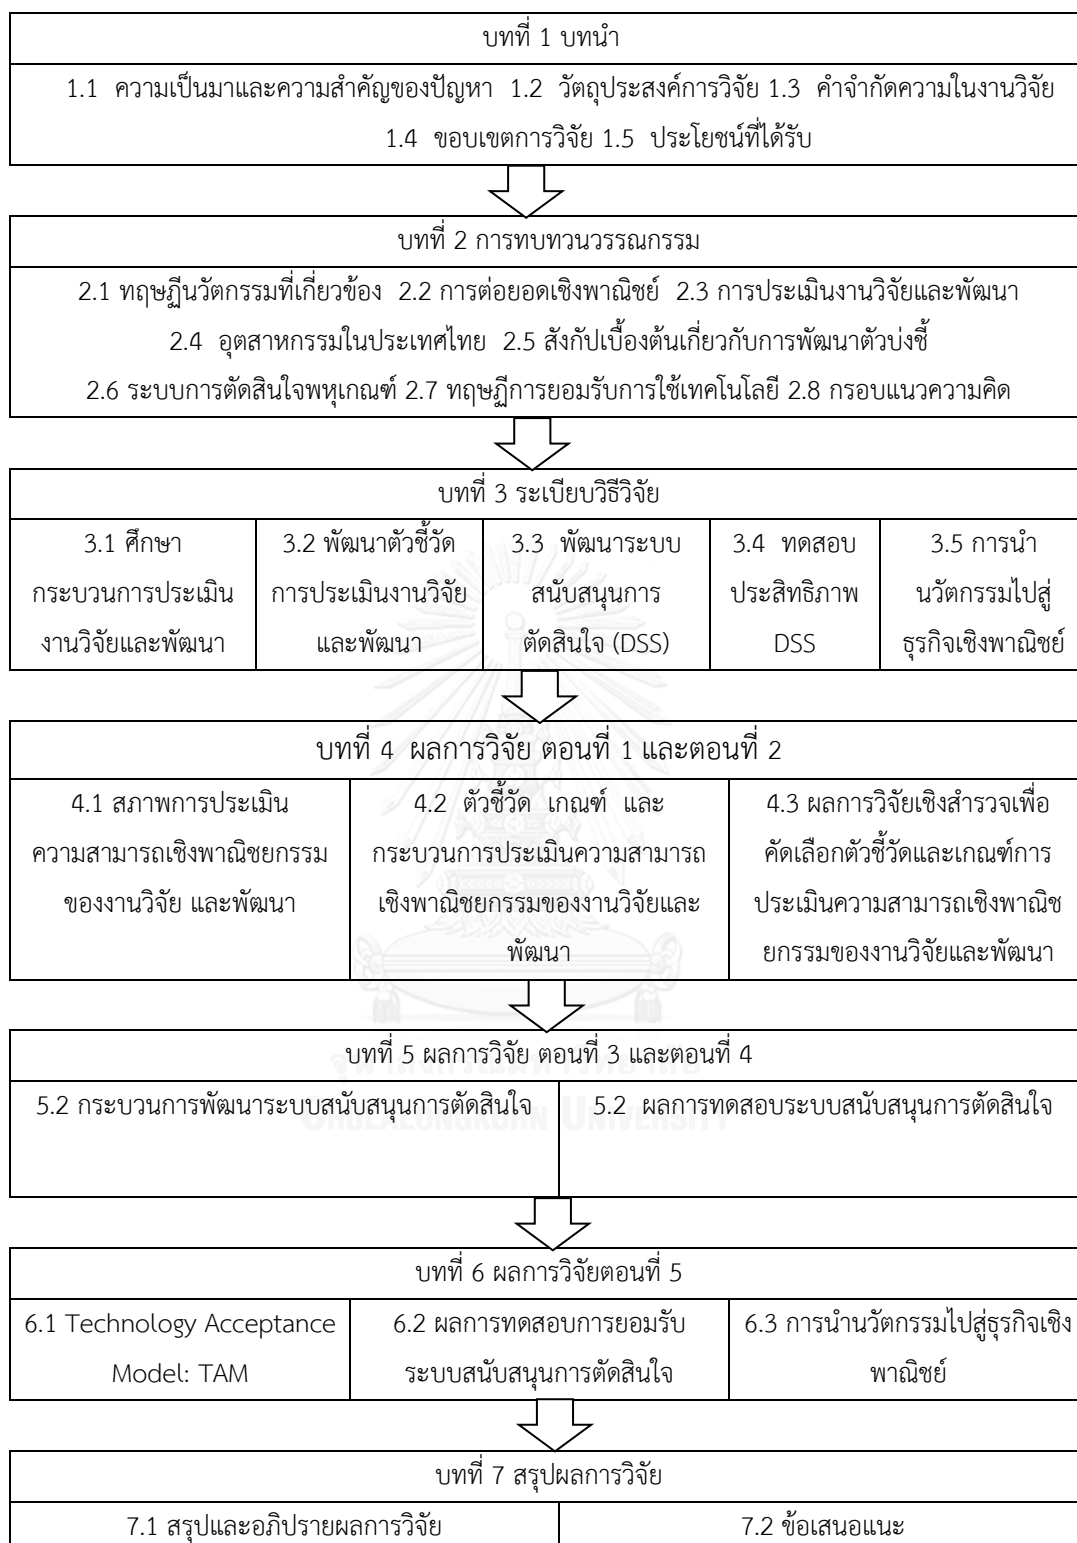 บทที่ 1 บทนำ
1.1 ความเป็นมาและความสำคัญของปัญหา 1.2 วัตถุประสงค์การวิจัย 1.3 คำจำกัดความในงานวิจัย
1.4 ขอบเขตการวิจัย 1.5 ประโยชน์ที่ได้รับ
บทที่ 2 การทบทวนวรรณกรรม
2.1 ทฤษฏีนวัตกรรมที่เกี่ยวข้อง 2.2 การต่อยอดเชิงพาณิชย์ 2.3 การประเมินงานวิจัยและพัฒนา
2.4 อุตสาหกรรมในประเทศไทย 2.5 สังกัปเบื้องต้นเกี่ยวกับการพัฒนาตัวบ่งชี้
2.6 ระบบการตัดสินใจพหุเกณฑ์ 2.7 ทฤษฏีการยอมรับการใช้เทคโนโลยี 2.8 กรอบแนวความคิด
บทที่ 3 ระเบียบวิธีวิจัย
3.1 ศึกษา
กระบวนการประเมิน
งานวิจัยและพัฒนา
3.2 พัฒนาตัวชี้วัด
การประเมินงานวิจัย
และพัฒนา
3.3 พัฒนาระบบ
สนับสนุนการ
ตัดสินใจ (DSS)
3.4 ทดสอบ
ประสิทธิภาพ
DSS
3.5 การนำ
นวัตกรรมไปสู่
ธุรกิจเชิงพาณิชย์
บทที่ 4 ผลการวิจัย ตอนที่ 1 และตอนที่ 2
4.1 สภาพการประเมิน
ความสามารถเชิงพาณิชยกรรม
ของงานวิจัย และพัฒนา
4.2 ตัวชี้วัด เกณฑ์ และ
กระบวนการประเมินความสามารถ
เชิงพาณิชยกรรมของงานวิจัยและ
พัฒนา
4.3 ผลการวิจัยเชิงสำรวจเพื่อ
คัดเลือกตัวชี้วัดและเกณฑ์การ
ประเมินความสามารถเชิงพาณิช
ยกรรมของงานวิจัยและพัฒนา
บทที่ 5 ผลการวิจัย ตอนที่ 3 และตอนที่ 4
จุฬาลงกรณ์มหาวิทยาลัย
5.2 กระบวนการพัฒนาระบบสนับสนุนการตัดสินใจ
5.2 ผลการทดสอบระบบสนับสนุนการตัดสินใจ
CHULALONGKORN UNIVERSITY
บทที่ 6 ผลการวิจัยตอนที่ 5
6.1 Technology Acceptance
Model: TAM
6.2 ผลการทดสอบการยอมรับ
ระบบสนับสนุนการตัดสินใจ
6.3 การนำนวัตกรรมไปสู่ธุรกิจเชิง
พาณิชย์
บทที่ 7 สรุปผลการวิจัย
7.1 สรุปและอภิปรายผลการวิจัย
7.2 ข้อเสนอแนะ